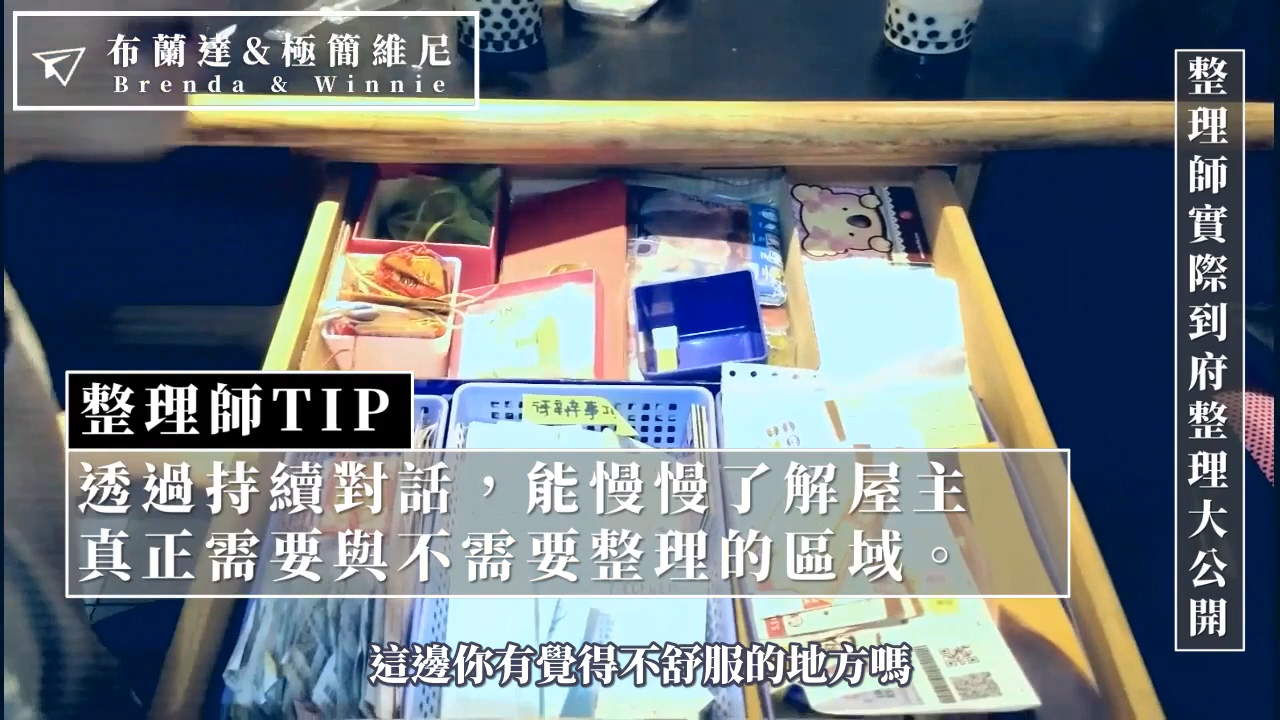 布蘭達&極簡維尼
Brenda & Winnie
整理師實際到府整理大公開
整理師TIP
透過持續對話，能慢慢了解屋主
真正需要與不需要整理的區域。
這邊你有覺得不舒服的地方嗎